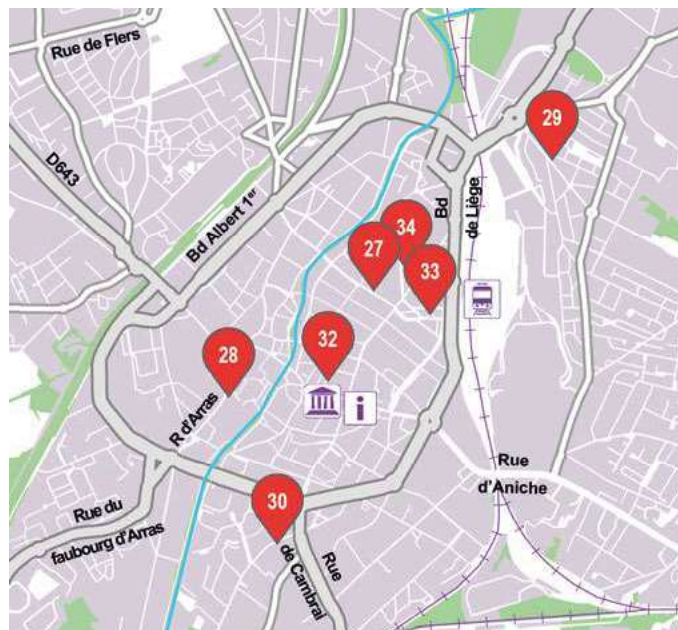 Rue de Flers
29
D643
Bd Albert 1er
Bd
de Liège
34
27
33
32
28
i
R d'Arras
Rue
d'Aniche
30
Rue du
faubourg d'Arras
Rue
de Cambrai